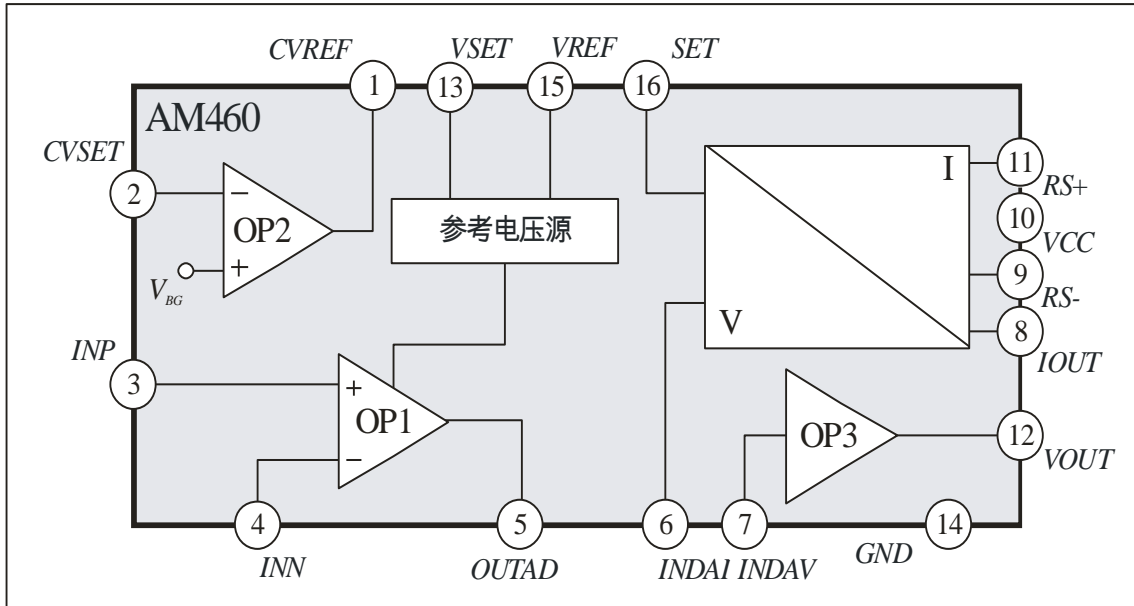 CVREF
VSET
VREF
SET
1
13
15
16
AM460
CVSET
2
−
OP2
+
V_BG
参考电压源
I
V
11
RS+
10
VCC
9
RS-
8
IOUT
INP
3
+
OP1
−
OP3
12
VOUT
4
5
6
7
14
INN
OUTAD
INDAI
INDAV
GND